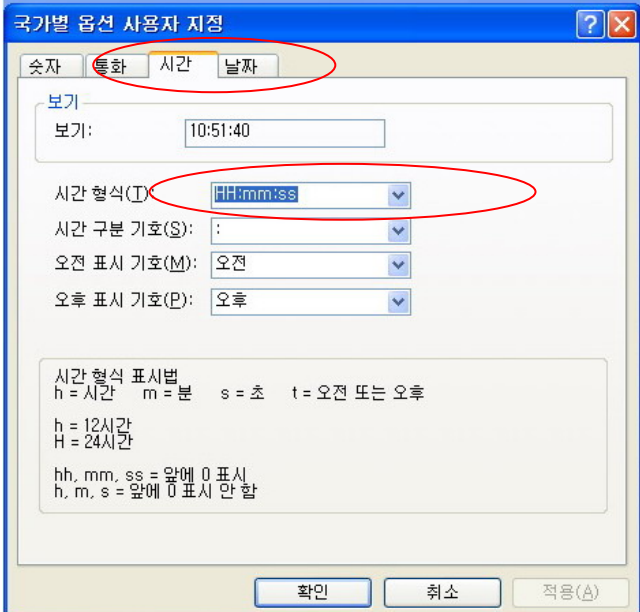 국가별 옵션 사용자 지정
숫자 통화 시간 날짜
보기
보기: 10:51:40
시간 형식(T): HH:mm:ss
시간 구분 기호(S): :
오전 표시 기호(M): 오전
오후 표시 기호(P): 오후
시간 형식 표시법
h = 시간 m = 분 s = 초 t = 오전 또는 오후
h = 12시간
H = 24시간
hh, mm, ss = 앞에 0 표시
h, m, s = 앞에 0 표시 안 함
확인 취소 적용(A)